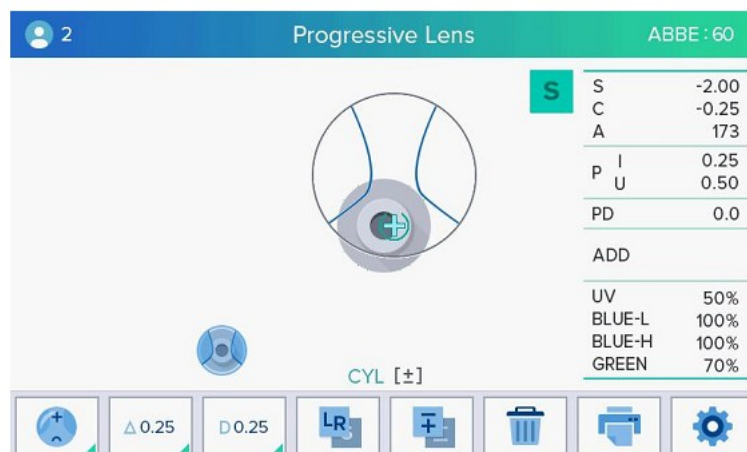 2 Progressive Lens ABBE : 60
S
S -2.00
C -0.25
A 173
P I 0.25
U 0.50
PD 0.0
ADD
UV 50%
BLUE-L 100%
BLUE-H 100%
GREEN 70%
CYL [±]
Δ 0.25
D 0.25
LR
S